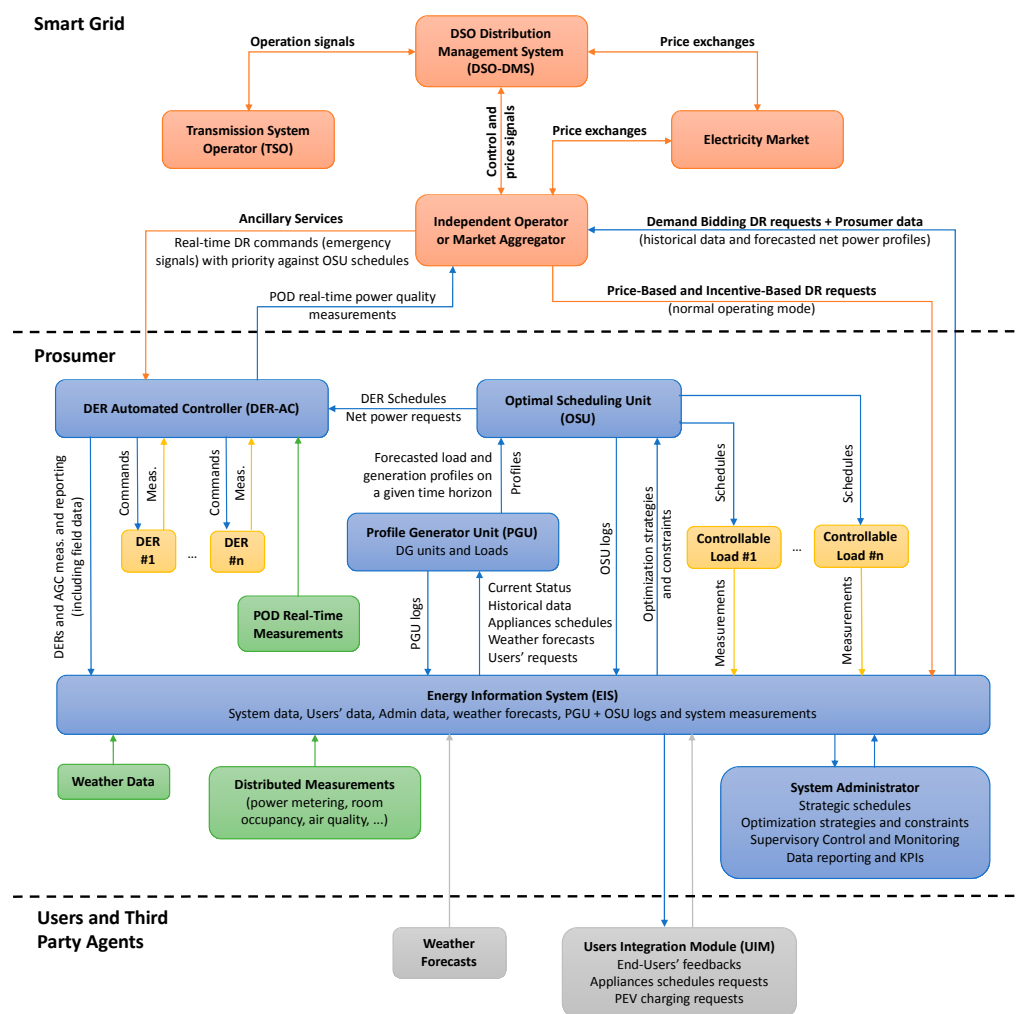 Smart Grid
DSO Distribution
Management System
(DSO-DMS)
Operation signals
Price exchanges
Transmission System
Operator (TSO)
Control and
price signals
Price exchanges
Electricity Market
Independent Operator
or Market Aggregator
Ancillary Services
Real-time DR commands (emergency
signals) with priority against OSU schedules
Demand Bidding DR requests + Prosumer data
(historical data and forecasted net power profiles)
POD real-time power quality
measurements
Price-Based and Incentive-Based DR requests
(normal operating mode)
Prosumer
DER Automated Controller (DER-AC)
DER Schedules
Net power requests
Optimal Scheduling Unit
(OSU)
DERs and AGC meas. and reporting
(including field data)
Commands
Meas.
Commands
Meas.
Forecasted load and
generation profiles on
a given time horizon
Profiles
OSU logs
Optimization strategies
and constraints
Schedules
Schedules
DER
#1
...
DER
#n
Profile Generator Unit (PGU)
DG units and Loads
Controllable
Load #1
...
Controllable
Load #n
POD Real-Time
Measurements
PGU logs
Current Status
Historical data
Appliances schedules
Weather forecasts
Users' requests
Measurements
Measurements
Energy Information System (EIS)
System data, Users' data, Admin data, weather forecasts, PGU + OSU logs and system measurements
Weather Data
Distributed Measurements
(power metering, room
occupancy, air quality, ...)
System Administrator
Strategic schedules
Optimization strategies and constraints
Supervisory Control and Monitoring
Data reporting and KPIs
Users and Third
Party Agents
Weather
Forecasts
Users Integration Module (UIM)
End-Users' feedbacks
Appliances schedules requests
PEV charging requests